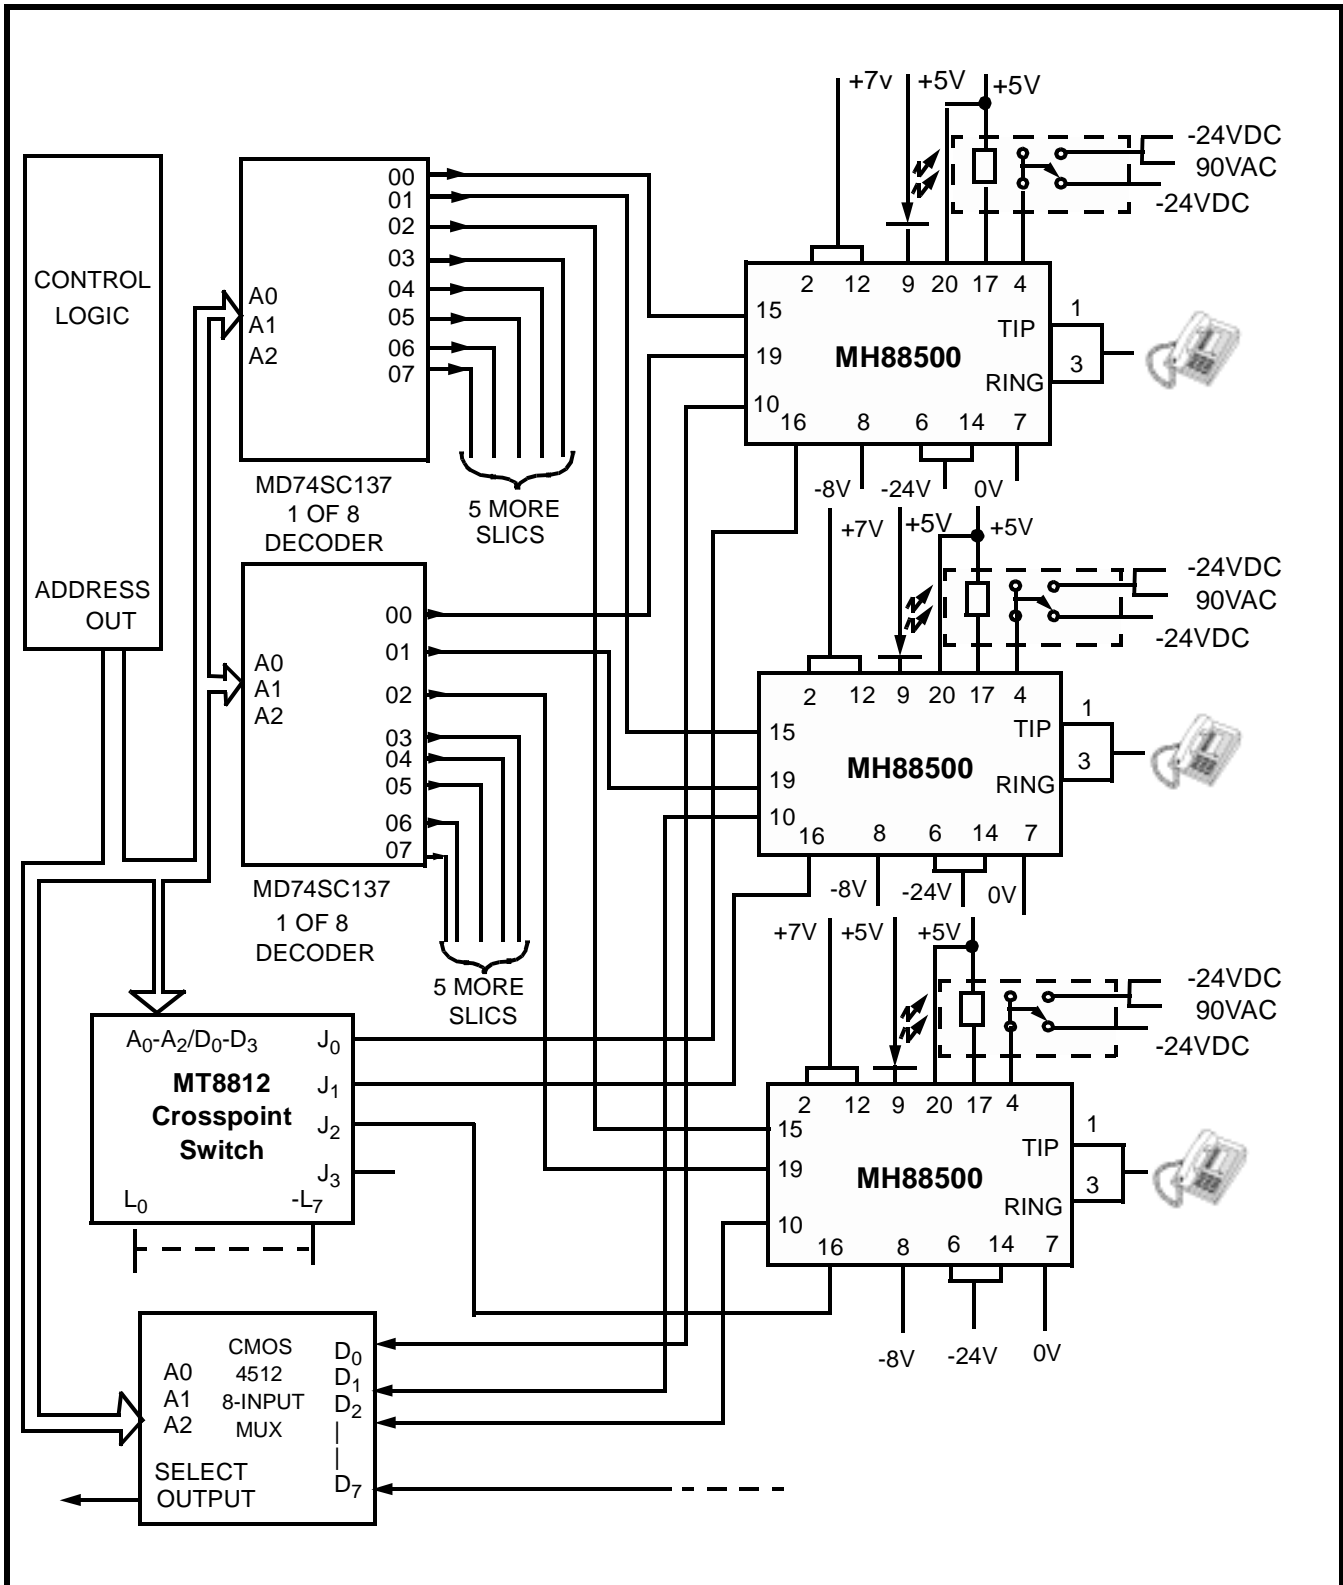 +7v
+5V
+5V
-24VDC
90VAC
-24VDC
CONTROL
LOGIC
ADDRESS
OUT
A0
A1
A2
00
01
02
03
04
05
06
07
MD74SC137
1 OF 8
DECODER
5 MORE
SLICS
2
12
9
20
17
4
15
19
10
16
MH88500
TIP
RING
1
3
8
6
14
7
-8V
-24V
0V
+7V
+5V
+5V
-24VDC
90VAC
-24VDC
A0
A1
A2
00
01
02
03
04
05
06
07
MD74SC137
1 OF 8
DECODER
5 MORE
SLICS
2
12
9
20
17
4
15
19
10
16
MH88500
TIP
RING
1
3
8
6
14
7
-8V
-24V
0V
+7V
+5V
+5V
-24VDC
90VAC
-24VDC
A0-A2/D0-D3
MT8812
Crosspoint
Switch
J0
J1
J2
J3
L0
-L7
2
12
9
20
17
4
15
19
10
16
MH88500
TIP
RING
1
3
8
6
14
7
-8V
-24V
0V
CMOS
4512
8-INPUT
MUX
A0
A1
A2
D0
D1
D2
|
|
D7
SELECT
OUTPUT